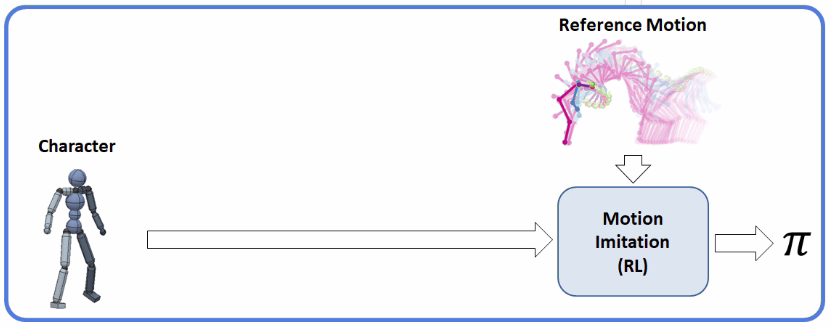 Reference Motion
Character
Motion
Imitation
(RL)
π